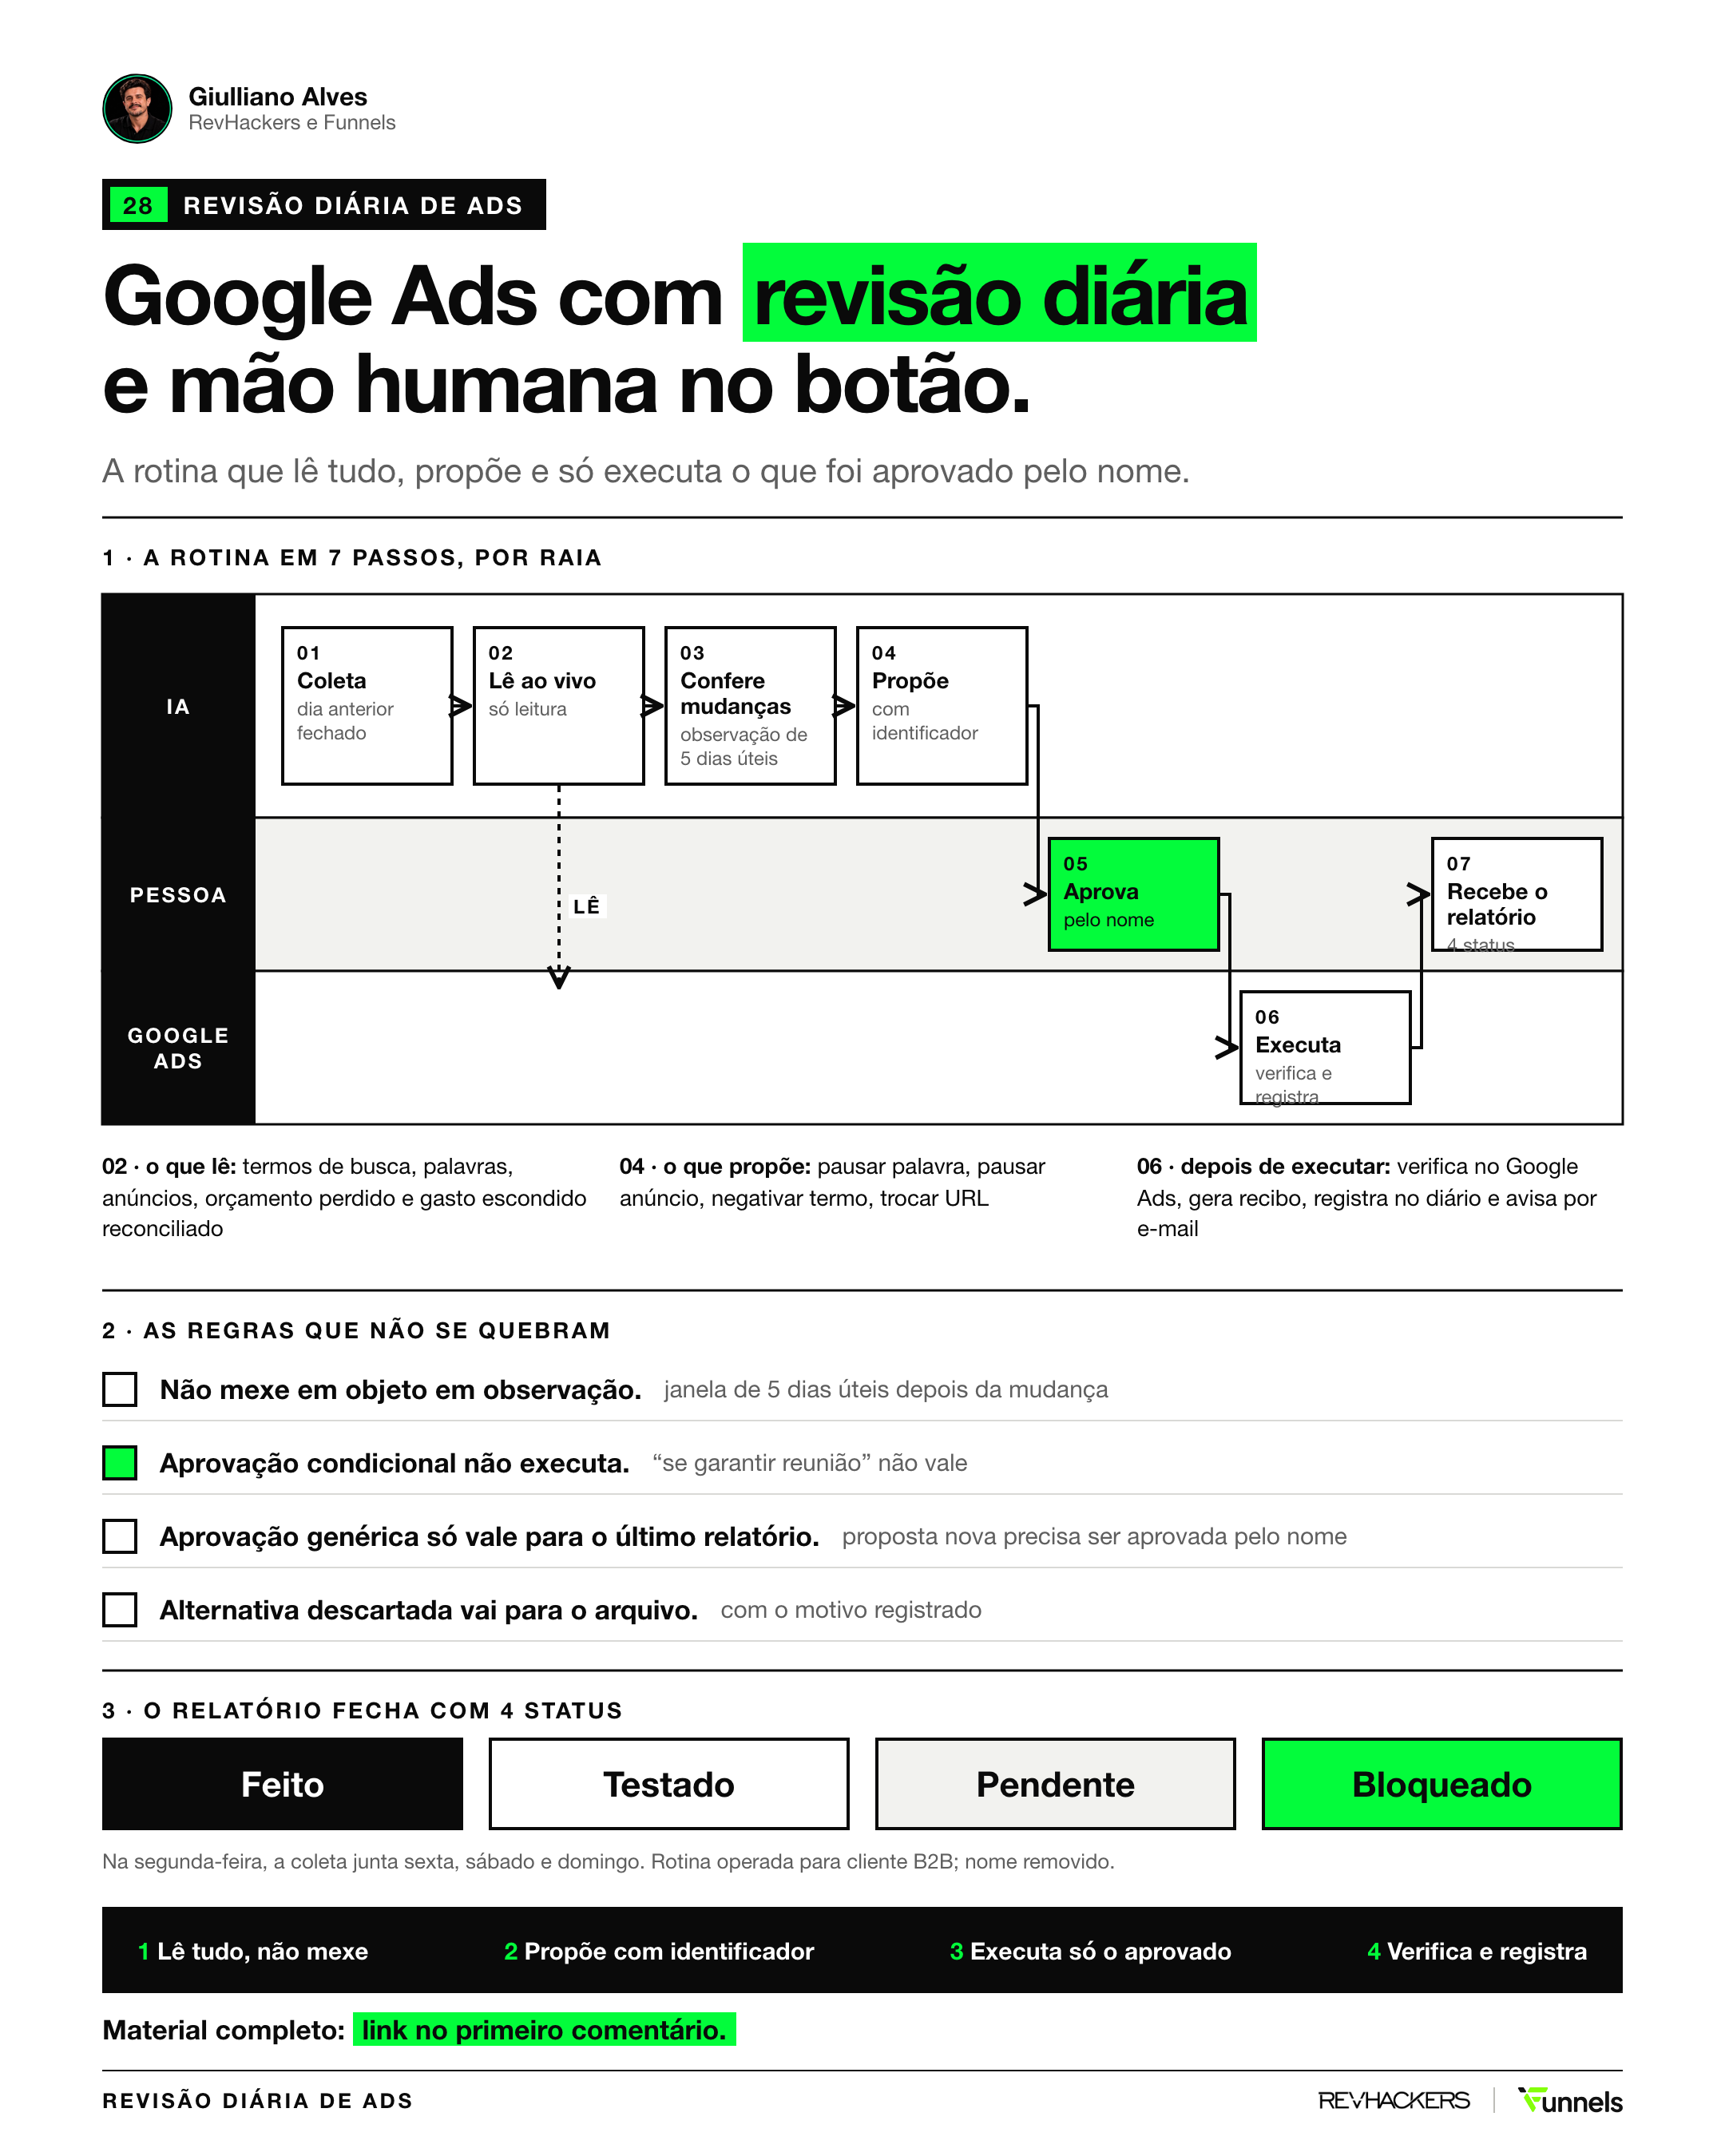 Giulliano Alves
RevHackers e Funnels
28 REVISÃO DIÁRIA DE ADS
Google Ads com revisão diária
e mão humana no botão.
A rotina que lê tudo, propõe e só executa o que foi aprovado pelo nome.
1 · A ROTINA EM 7 PASSOS, POR RAIA
IA
01
Coleta
dia anterior
fechado
02
Lê ao vivo
só leitura
03
Confere
mudanças
observação de
5 dias úteis
04
Propõe
com
identificador
PESSOA
LÊ
05
Aprova
pelo nome
07
Recebe o
relatório
4 status
GOOGLE
ADS
06
Executa
verifica e
registra
02 · o que lê: termos de busca, palavras,
anúncios, orçamento perdido e gasto escondido
reconciliado
04 · o que propõe: pausar palavra, pausar
anúncio, negativar termo, trocar URL
06 · depois de executar: verifica no Google
Ads, gera recibo, registra no diário e avisa por
e-mail
2 · AS REGRAS QUE NÃO SE QUEBRAM
Não mexe em objeto em observação. janela de 5 dias úteis depois da mudança
Aprovação condicional não executa. “se garantir reunião” não vale
Aprovação genérica só vale para o último relatório. proposta nova precisa ser aprovada pelo nome
Alternativa descartada vai para o arquivo. com o motivo registrado
3 · O RELATÓRIO FECHA COM 4 STATUS
Feito
Testado
Pendente
Bloqueado
Na segunda-feira, a coleta junta sexta, sábado e domingo. Rotina operada para cliente B2B; nome removido.
1 Lê tudo, não mexe
2 Propõe com identificador
3 Executa só o aprovado
4 Verifica e registra
Material completo: link no primeiro comentário.
REVISÃO DIÁRIA DE ADS
REVHACKERS
Funnels